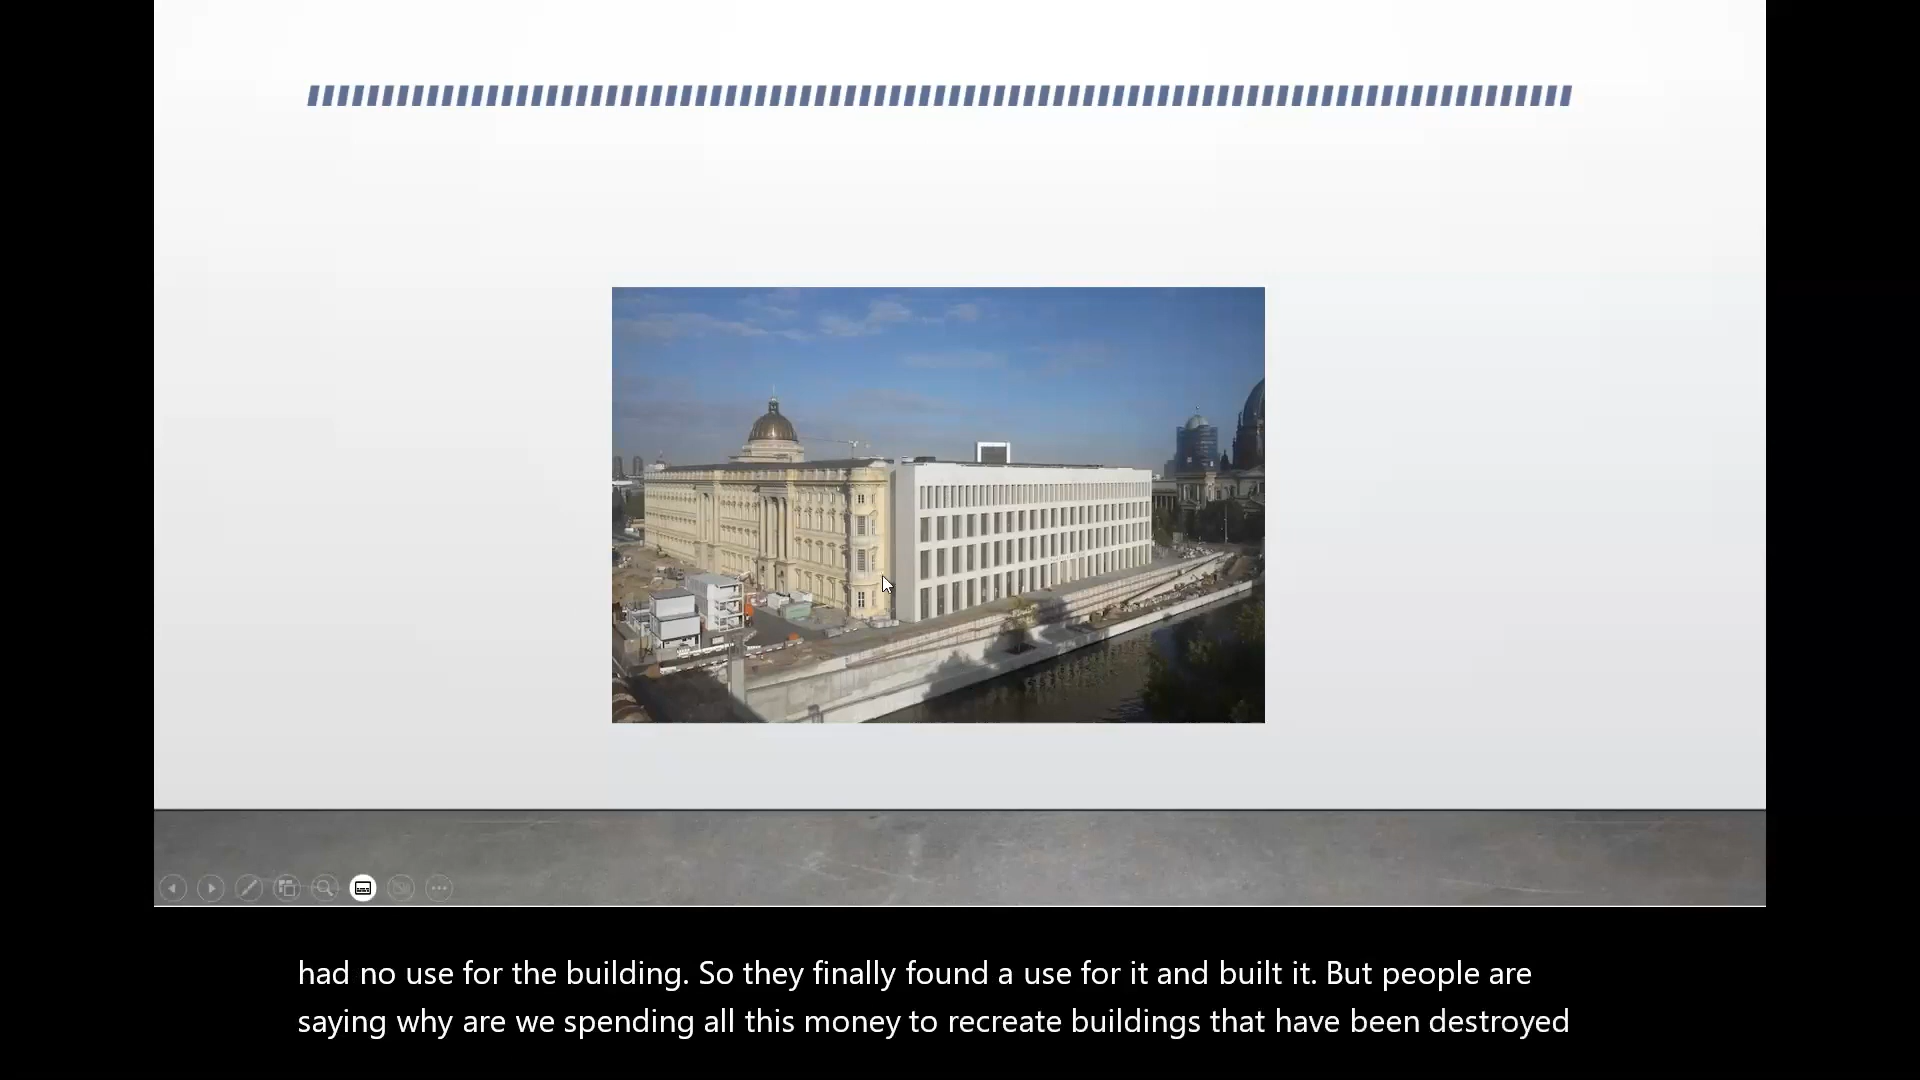 had no use for the building. So they finally found a use for it and built it. But people are
saying why are we spending all this money to recreate buildings that have been destroyed